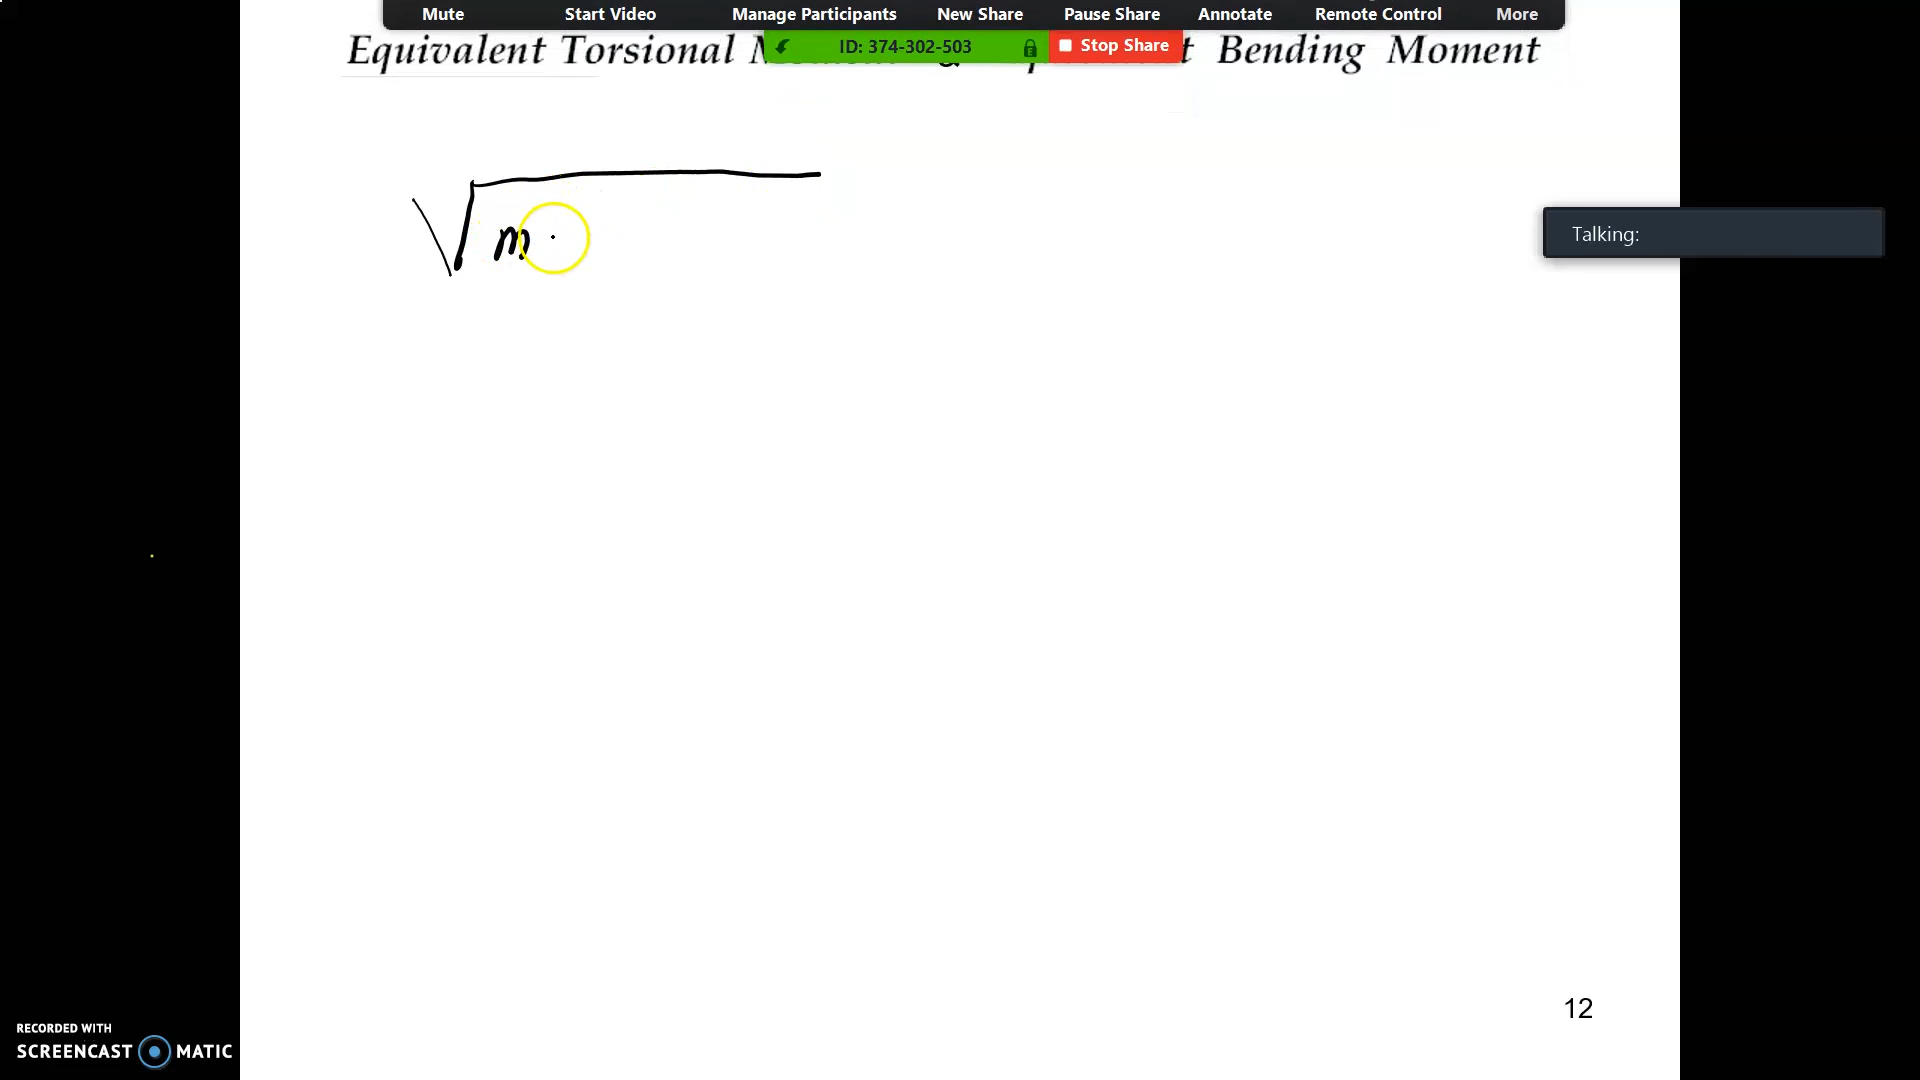 Mute Start Video Manage Participants New Share Pause Share Annotate Remote Control More
ID: 374-302-503 Stop Share
Equivalent Torsional & Bending Moment
√m
Talking:
12
RECORDED WITH
SCREENCAST MATIC